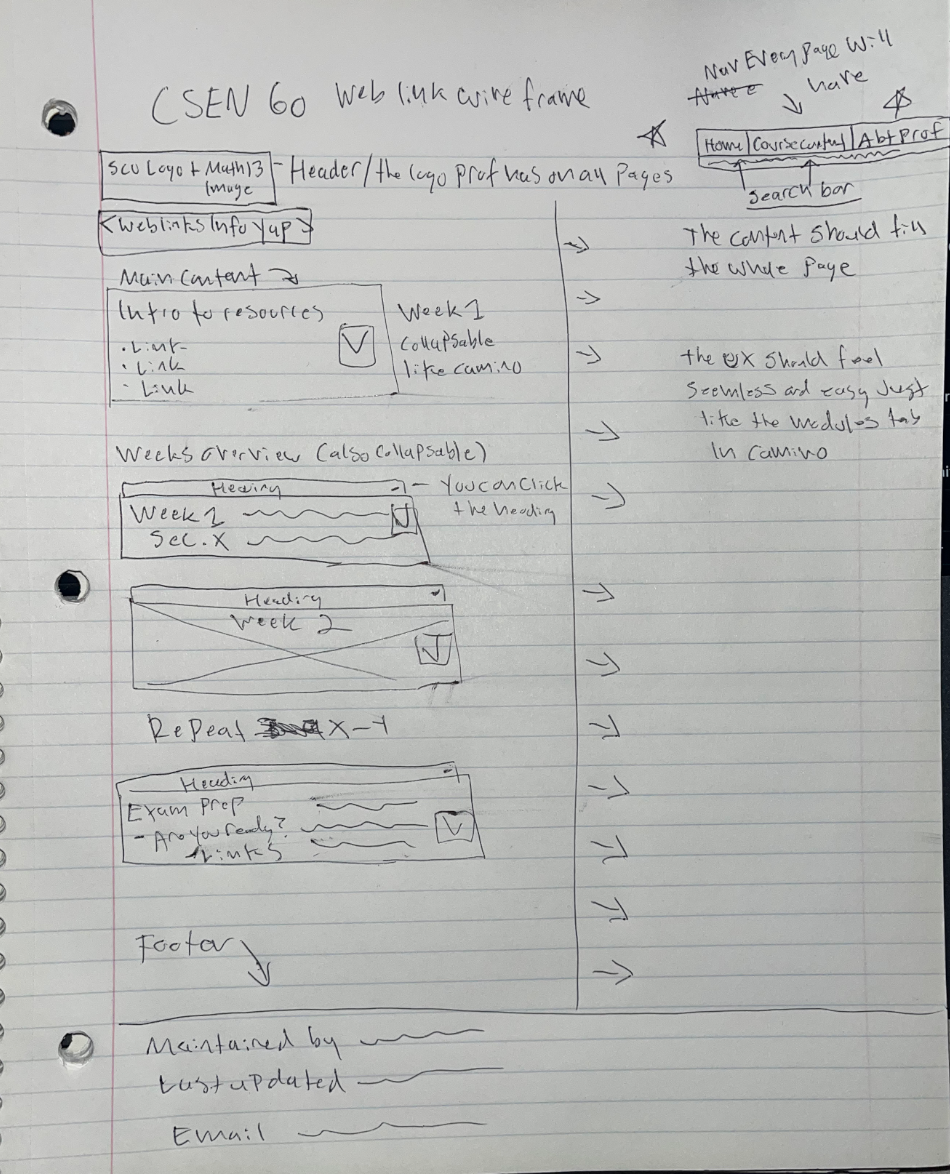 Nav Every Page will
have
CSEN 60 Web link wire frame
Home | Course content | Abt Prof
search bar
SCU Logo + Math 13
Image
- Header/the logo Prof has on all Pages
<Weblinks Info Yap>
The content should fill
the whole page
Main content
Intro to resources
• Link
• Link
- Link
V
Week 1
collapsable
like camino
the UX should feel
seemless and easy Just
like the modules tab
In camino
Weeks overview (also collapsable)
Heading
- You can click
the heading
Week 1
Sec. X
Heading
Week 2
Repeat X-Y
Heading
Exam Prep
- Are you ready?
Links
V
Footer
Maintained by
Last updated
Email